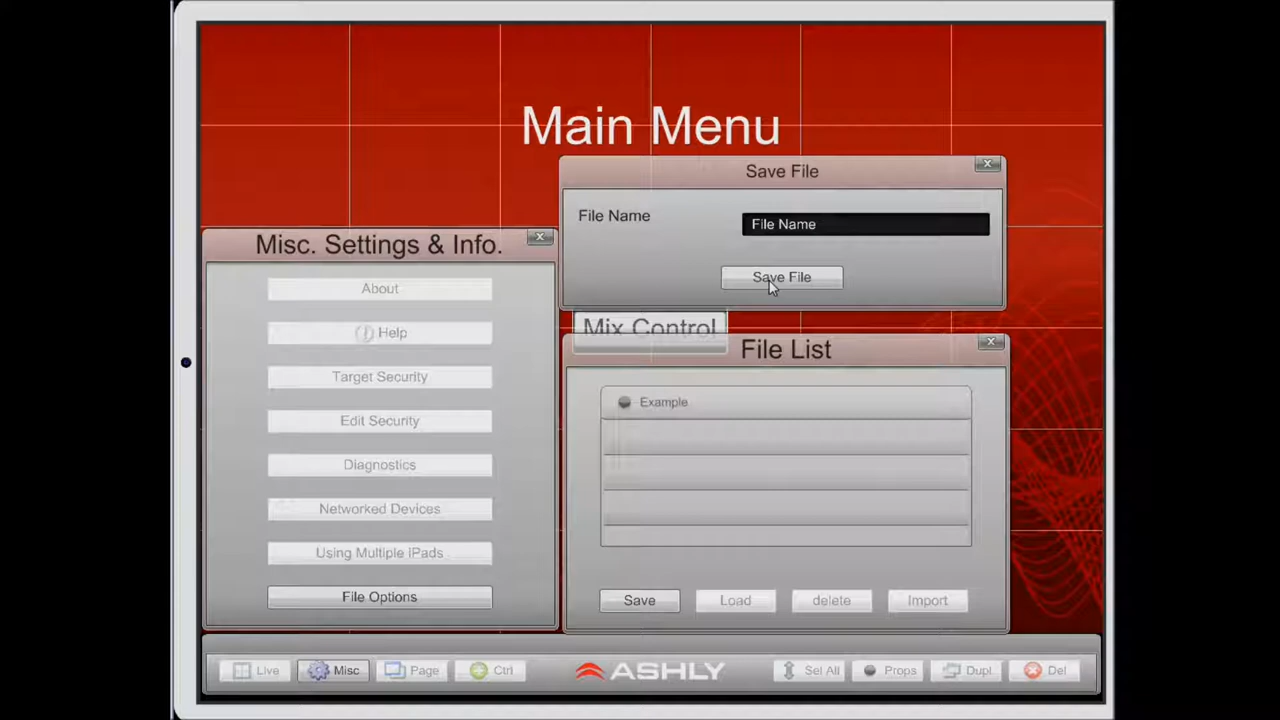 Main Menu
Save File
File Name
File Name
Save File
Misc. Settings & Info.
About
Help
Target Security
Edit Security
Diagnostics
Networked Devices
Using Multiple iPads
File Options
Mix Control
File List
Example
Save
Load
delete
Import
Live
Misc
Page
Ctrl
ASHLY
Sel All
Props
Dupl
Del